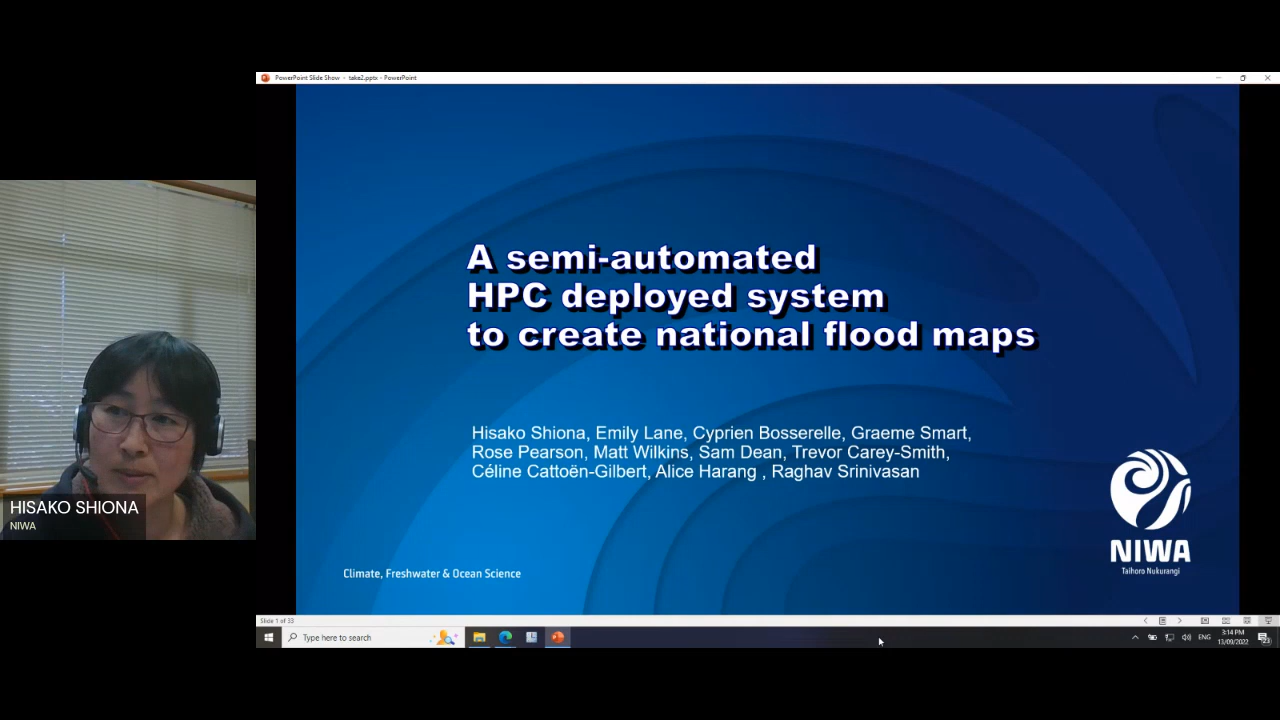 PowerPoint Slide Show - take2.pptx - PowerPoint
A semi-automated
HPC deployed system
to create national flood maps
Hisako Shiona, Emily Lane, Cyprien Bosserelle, Graeme Smart,
Rose Pearson, Matt Wilkins, Sam Dean, Trevor Carey-Smith,
Céline Cattoën-Gilbert, Alice Harang , Raghav Srinivasan
HISAKO SHIONA
NIWA
NIWA
Taihoro Nukurangi
Climate, Freshwater & Ocean Science
Slide 1 of 33
Type here to search
ENG
3:14 PM
13/09/2022